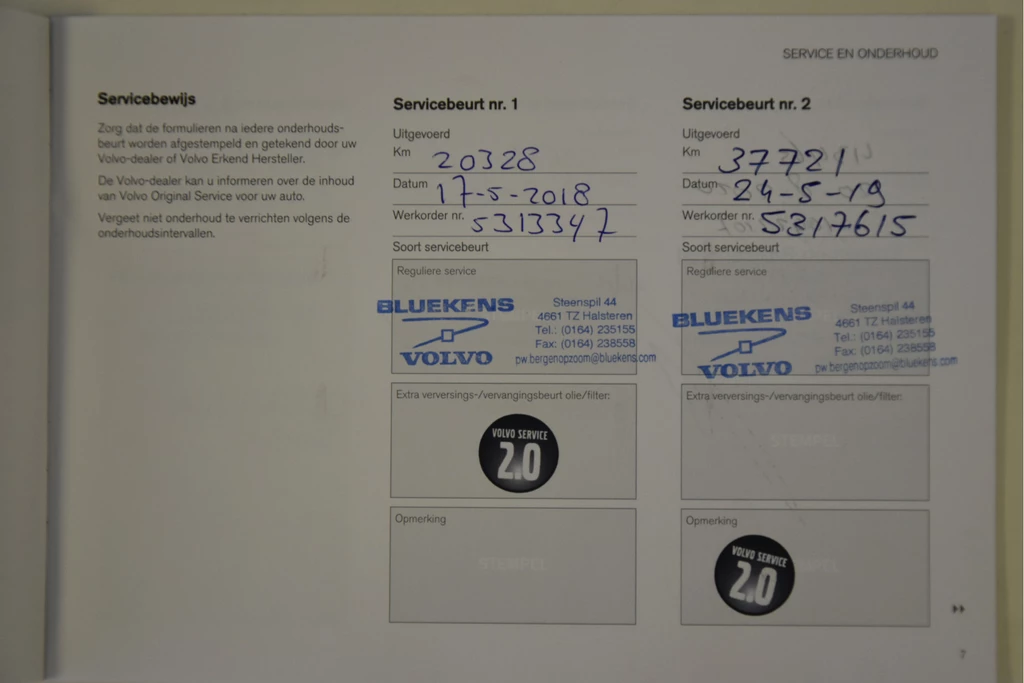 SERVICE EN ONDERHOUD
Servicebewijs
Zorg dat de formulieren na iedere onderhouds-
beurt worden afgestempeld en getekend door uw
Volvo-dealer of Volvo Erkend Hersteller.
De Volvo-dealer kan u informeren over de inhoud
van Volvo Original Service voor uw auto.
Vergeet niet onderhoud te verrichten volgens de
onderhoudsintervallen.
Servicebeurt nr. 1
Uitgevoerd
Km 20328
Datum 17-5-2018
Werkorder nr. 5313347
Soort servicebeurt
Reguliere service
BLUEKENS
VOLVO
Steenspil 44
4661 TZ Halsteren
Tel.: (0164) 235155
Fax: (0164) 238558
pw.bergenopzoom@bluekens.com
Extra verversings-/vervangingsbeurt olie/filter:
VOLVO SERVICE
2.0
Opmerking
STEMPEL
Servicebeurt nr. 2
Uitgevoerd
Km 37721
Datum 24-5-19
Werkorder nr. 5317615
Soort servicebeurt
Reguliere service
BLUEKENS
VOLVO
Steenspil 44
4661 TZ Halsteren
Tel.: (0164) 235155
Fax: (0164) 238558
pw.bergenopzoom@bluekens.com
Extra verversings-/vervangingsbeurt olie/filter:
STEMPEL
Opmerking
VOLVO SERVICE
2.0
7